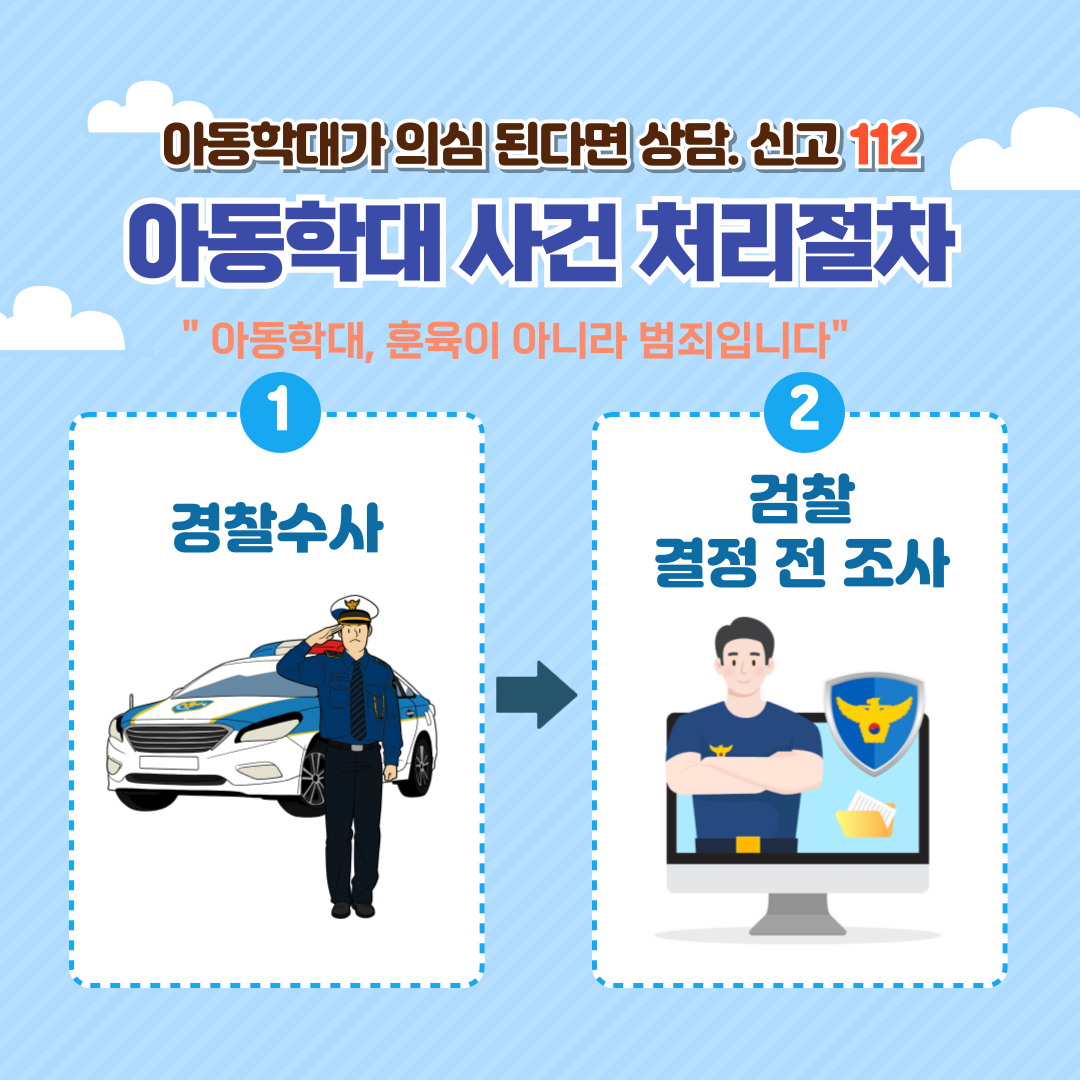 아동학대가 의심 된다면 상담. 신고 112
아동학대 사건 처리절차
" 아동학대, 훈육이 아니라 범죄입니다"
1
경찰수사
2
검찰
결정 전 조사